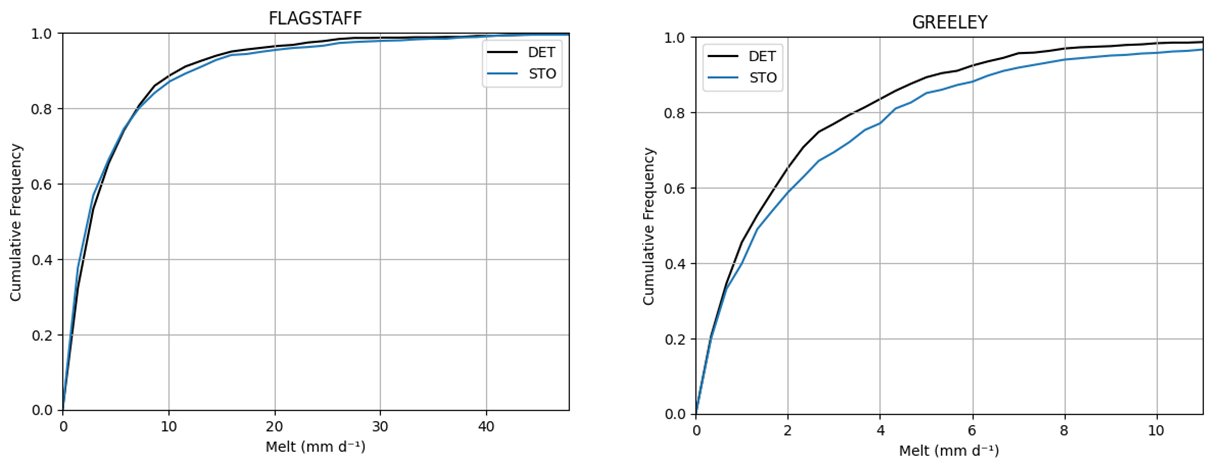 FLAGSTAFF
1.0
0.8
0.6
0.4
0.2
0.0
Cumulative Frequency
DET
STO
0 10 20 30 40
Melt (mm d⁻¹)
GREELEY
1.0
0.8
0.6
0.4
0.2
0.0
Cumulative Frequency
DET
STO
0 2 4 6 8 10
Melt (mm d⁻¹)